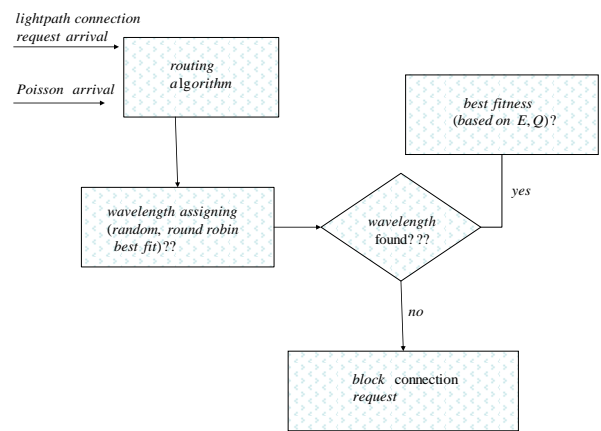 lightpath connection
request arrival
Poisson arrival
routing
algorithm
best fitness
(based on E, Q)?
yes
wavelength assigning
(random, round robin
best fit)??
wavelength
found? ??
no
block connection
request